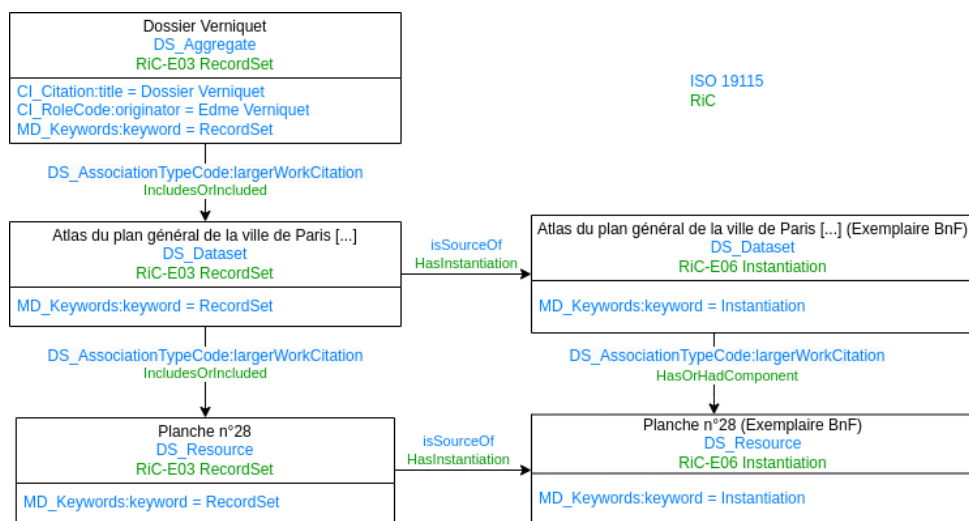 Dossier Verniquet
DS_Aggregate
RiC-E03 RecordSet
CI_Citation:title = Dossier Verniquet
CI_RoleCode:originator = Edme Verniquet
MD_Keywords:keyword = RecordSet
ISO 19115
RiC
DS_AssociationTypeCode:largerWorkCitation
IncludesOrIncluded
Atlas du plan général de la ville de Paris [...]
DS_Dataset
RiC-E03 RecordSet
MD_Keywords:keyword = RecordSet
isSourceOf
HasInstantiation
Atlas du plan général de la ville de Paris [...] (Exemplaire BnF)
DS_Dataset
RiC-E06 Instantiation
MD_Keywords:keyword = Instantiation
DS_AssociationTypeCode:largerWorkCitation
IncludesOrIncluded
DS_AssociationTypeCode:largerWorkCitation
HasOrHadComponent
Planche n°28
DS_Resource
RiC-E03 RecordSet
MD_Keywords:keyword = RecordSet
isSourceOf
HasInstantiation
Planche n°28 (Exemplaire BnF)
DS_Resource
RiC-E06 Instantiation
MD_Keywords:keyword = Instantiation